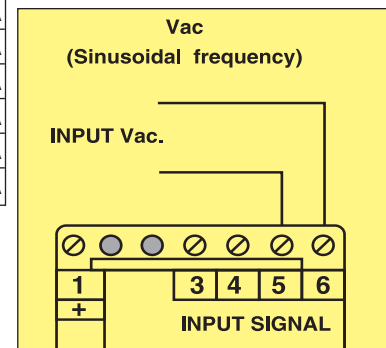 Vac
(Sinusoidal frequency)
INPUT Vac.
1 3 4 5 6
+
INPUT SIGNAL